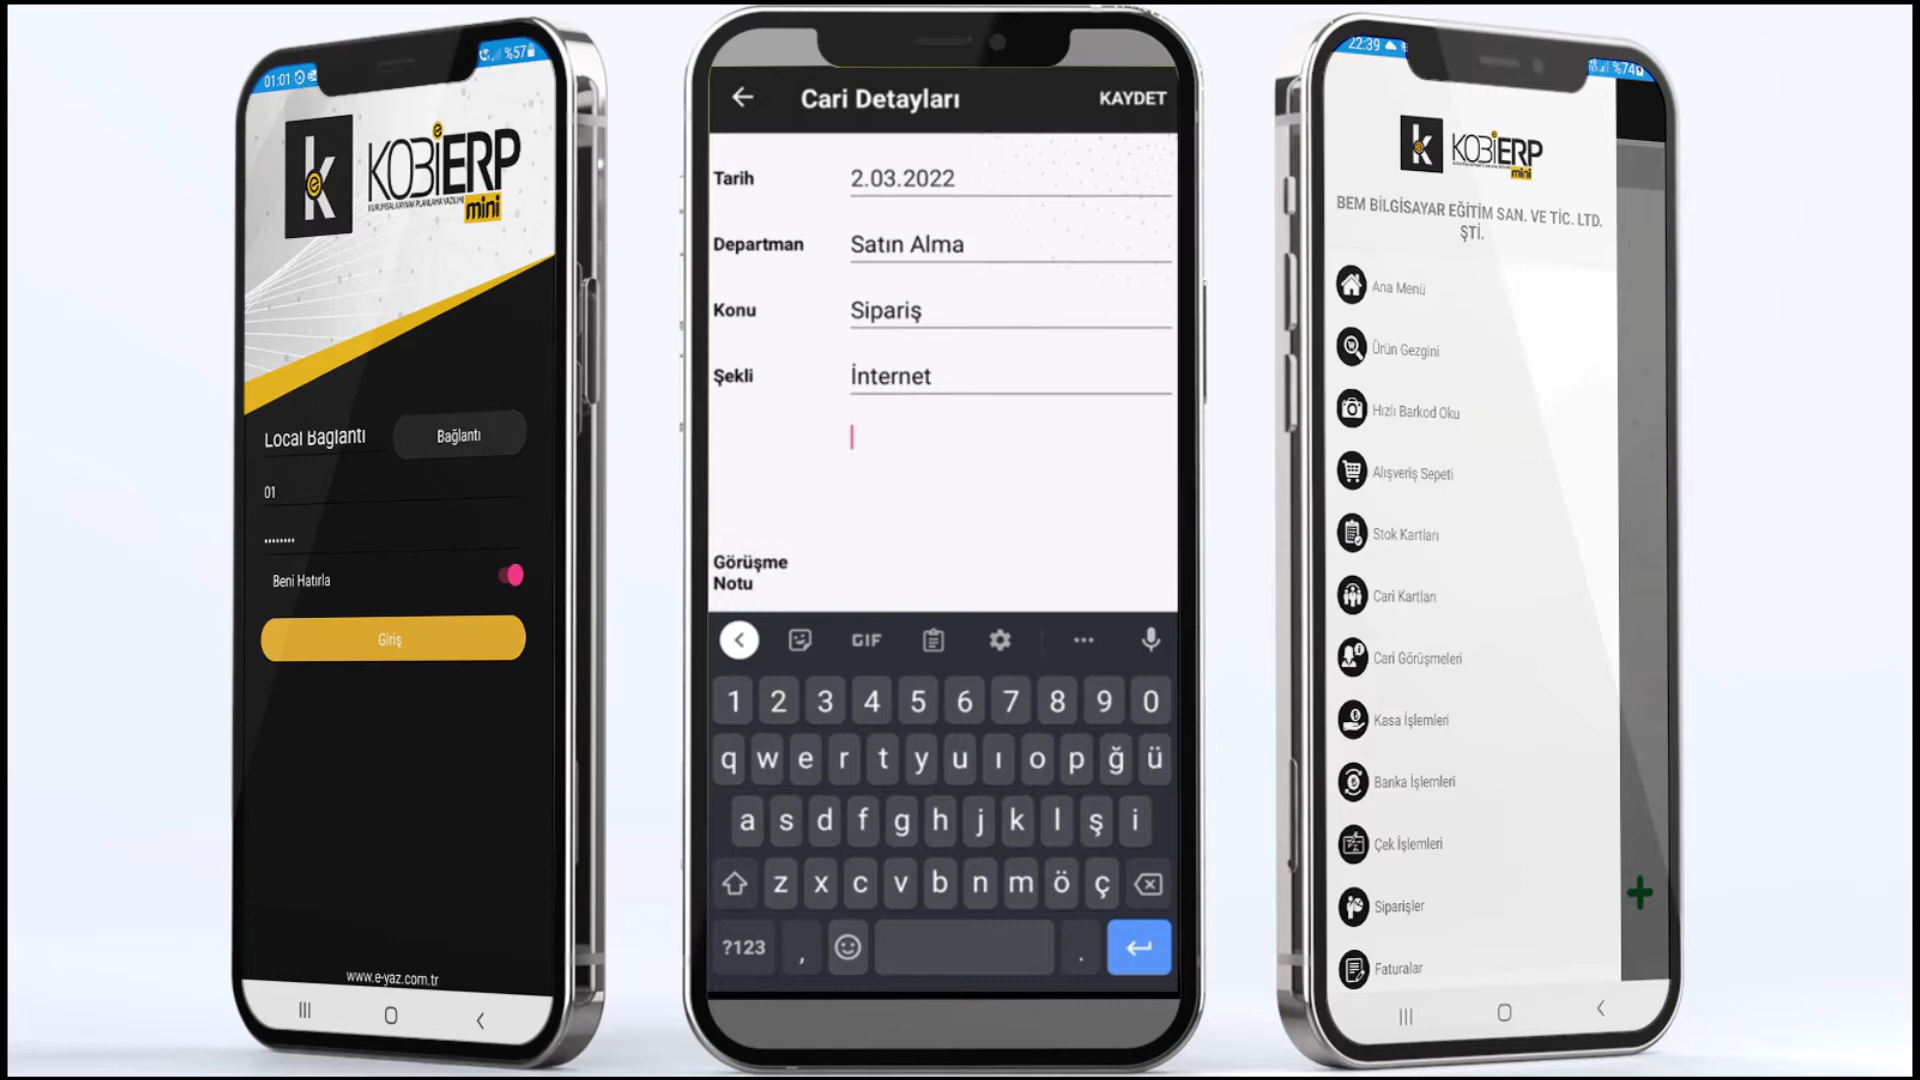 01:01
%57
k
e
KOBİERP
KURUMSAL KAYNAK PLANLAMA YAZILIMI
mini
Local Bağlantı
Bağlantı
01
Beni Hatırla
Giriş
www.e-yaz.com.tr
Cari Detayları
KAYDET
Tarih
2.03.2022
Departman
Satın Alma
Konu
Sipariş
Şekli
İnternet
Görüşme
Notu
GIF
1 2 3 4 5 6 7 8 9 0
q w e r t y u ı o p ğ ü
a s d f g h j k l ş i
z x c v b n m ö ç
?123 , .
22:39
%74
k
e
KOBİERP
mini
BEM BİLGİSAYAR EĞİTİM SAN. VE TİC. LTD.
ŞTİ.
Ana Menü
Ürün Gezgini
Hızlı Barkod Oku
Alışveriş Sepeti
Stok Kartları
Cari Kartları
Cari Görüşmeleri
Kasa İşlemleri
Banka İşlemleri
Çek İşlemleri
Siparişler
Faturalar